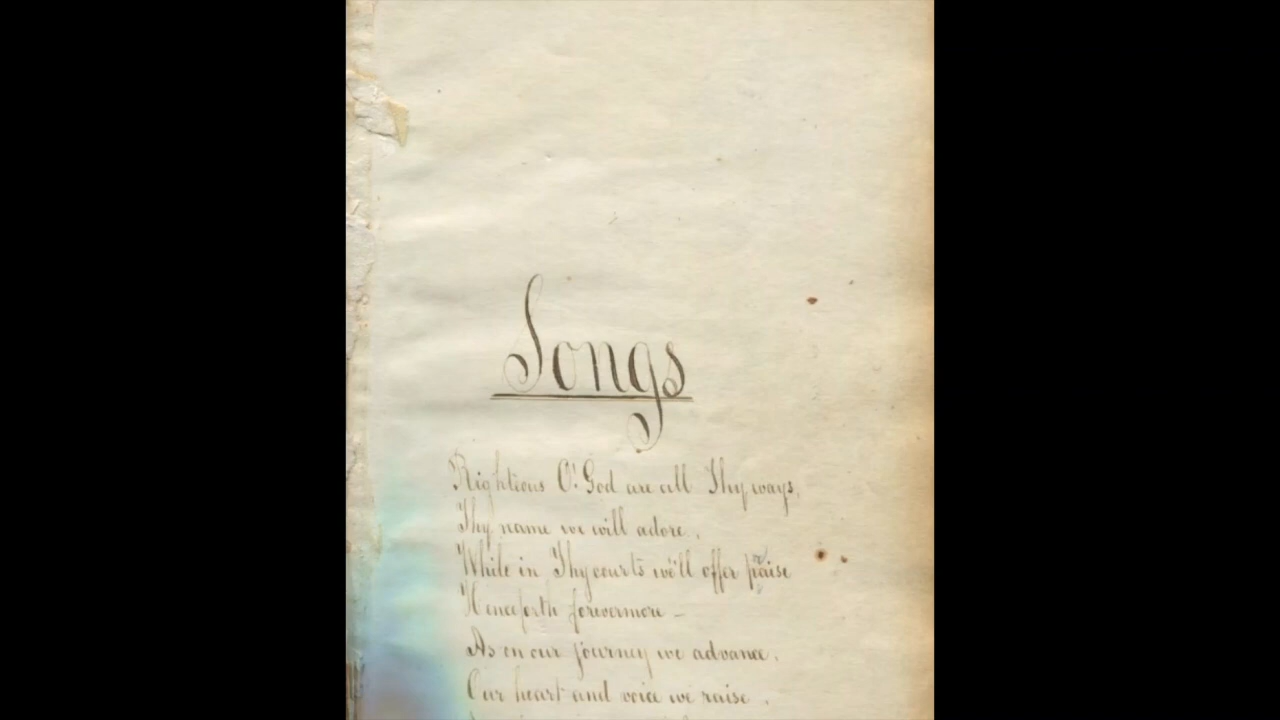 Songs
Righteous O! God are all Thy ways,
Thy name we will adore.
While in Thy courts we'll offer praise
Henceforth forevermore –
As on our journey we advance.
Our heart and voice we raise.